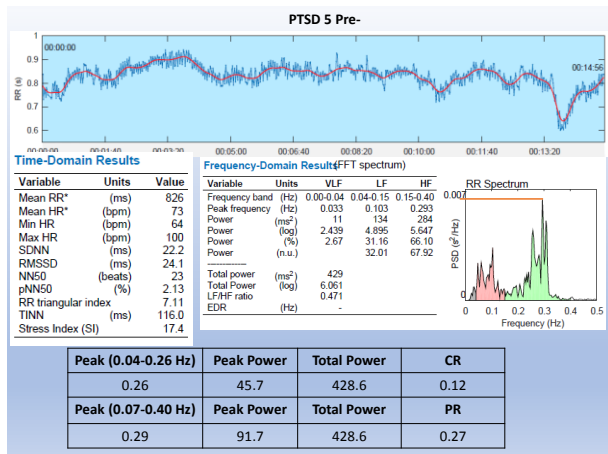 PTSD 5 Pre-
1
0.9
0.8
0.7
0.6
RR (s)
00:00:00
00:14:56
00:00:00 00:01:40 00:03:20 00:05:00 00:06:40 00:08:20 00:10:00 00:11:40 00:13:20
Time-Domain Results
Variable Units Value
Mean RR* (ms) 826
Mean HR* (bpm) 73
Min HR (bpm) 64
Max HR (bpm) 100
SDNN (ms) 22.2
RMSSD (ms) 24.1
NN50 (beats) 23
pNN50 (%) 2.13
RR triangular index 7.11
TINN (ms) 116.0
Stress Index (SI) 17.4
Frequency-Domain Results (FFT spectrum)
Variable Units VLF LF HF
Frequency band (Hz) 0.00-0.04 0.04-0.15 0.15-0.40
Peak frequency (Hz) 0.033 0.103 0.293
Power (ms2) 11 134 284
Power (log) 2.439 4.895 5.647
Power (%) 2.67 31.16 66.10
Power (n.u.) 32.01 67.92
-------------
Total power (ms2) 429
Total Power (log) 6.061
LF/HF ratio 0.471
EDR (Hz) -
RR Spectrum
0.007
PSD (s²/Hz)
0
0 0.1 0.2 0.3 0.4 0.5
Frequency (Hz)
Peak (0.04-0.26 Hz) Peak Power Total Power CR
0.26 45.7 428.6 0.12
Peak (0.07-0.40 Hz) Peak Power Total Power PR
0.29 91.7 428.6 0.27